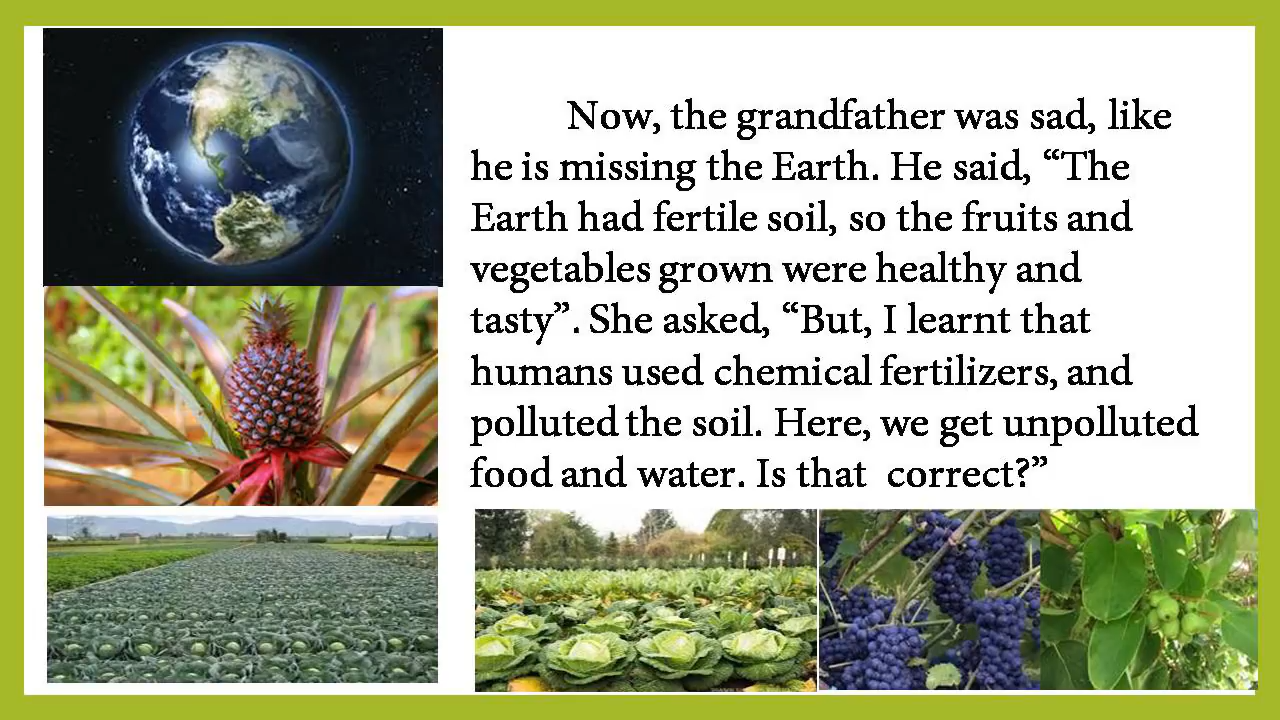 Now, the grandfather was sad, like
he is missing the Earth. He said, “The
Earth had fertile soil, so the fruits and
vegetables grown were healthy and
tasty”. She asked, “But, I learnt that
humans used chemical fertilizers, and
polluted the soil. Here, we get unpolluted
food and water. Is that correct?”